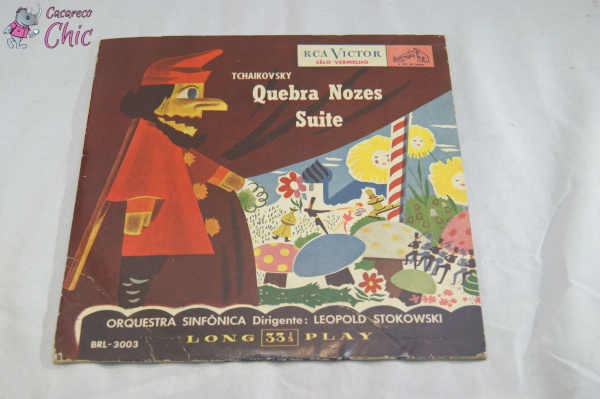 Cacareco
Chic
RCA VICTOR
SÊLO VERMELHO
TCHAIKOVSKY
Quebra Nozes
Suite
ORQUESTRA SINFÔNICA Dirigente: LEOPOLD STOKOWSKI
BRL-3003
LONG 33⅓ PLAY